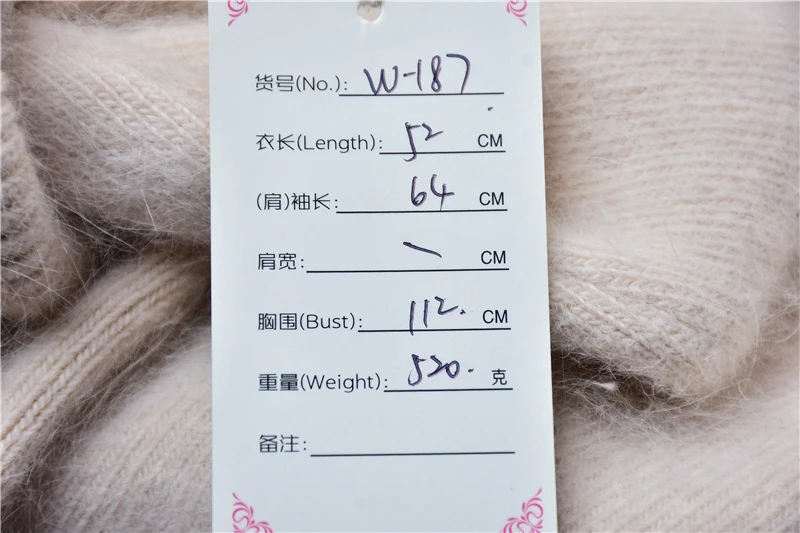 货号(No.): W-187
衣长(Length): 52 CM
(肩)袖长: 64 CM
肩宽: — CM
胸围(Bust): 112. CM
重量(Weight): 520. 克
备注: